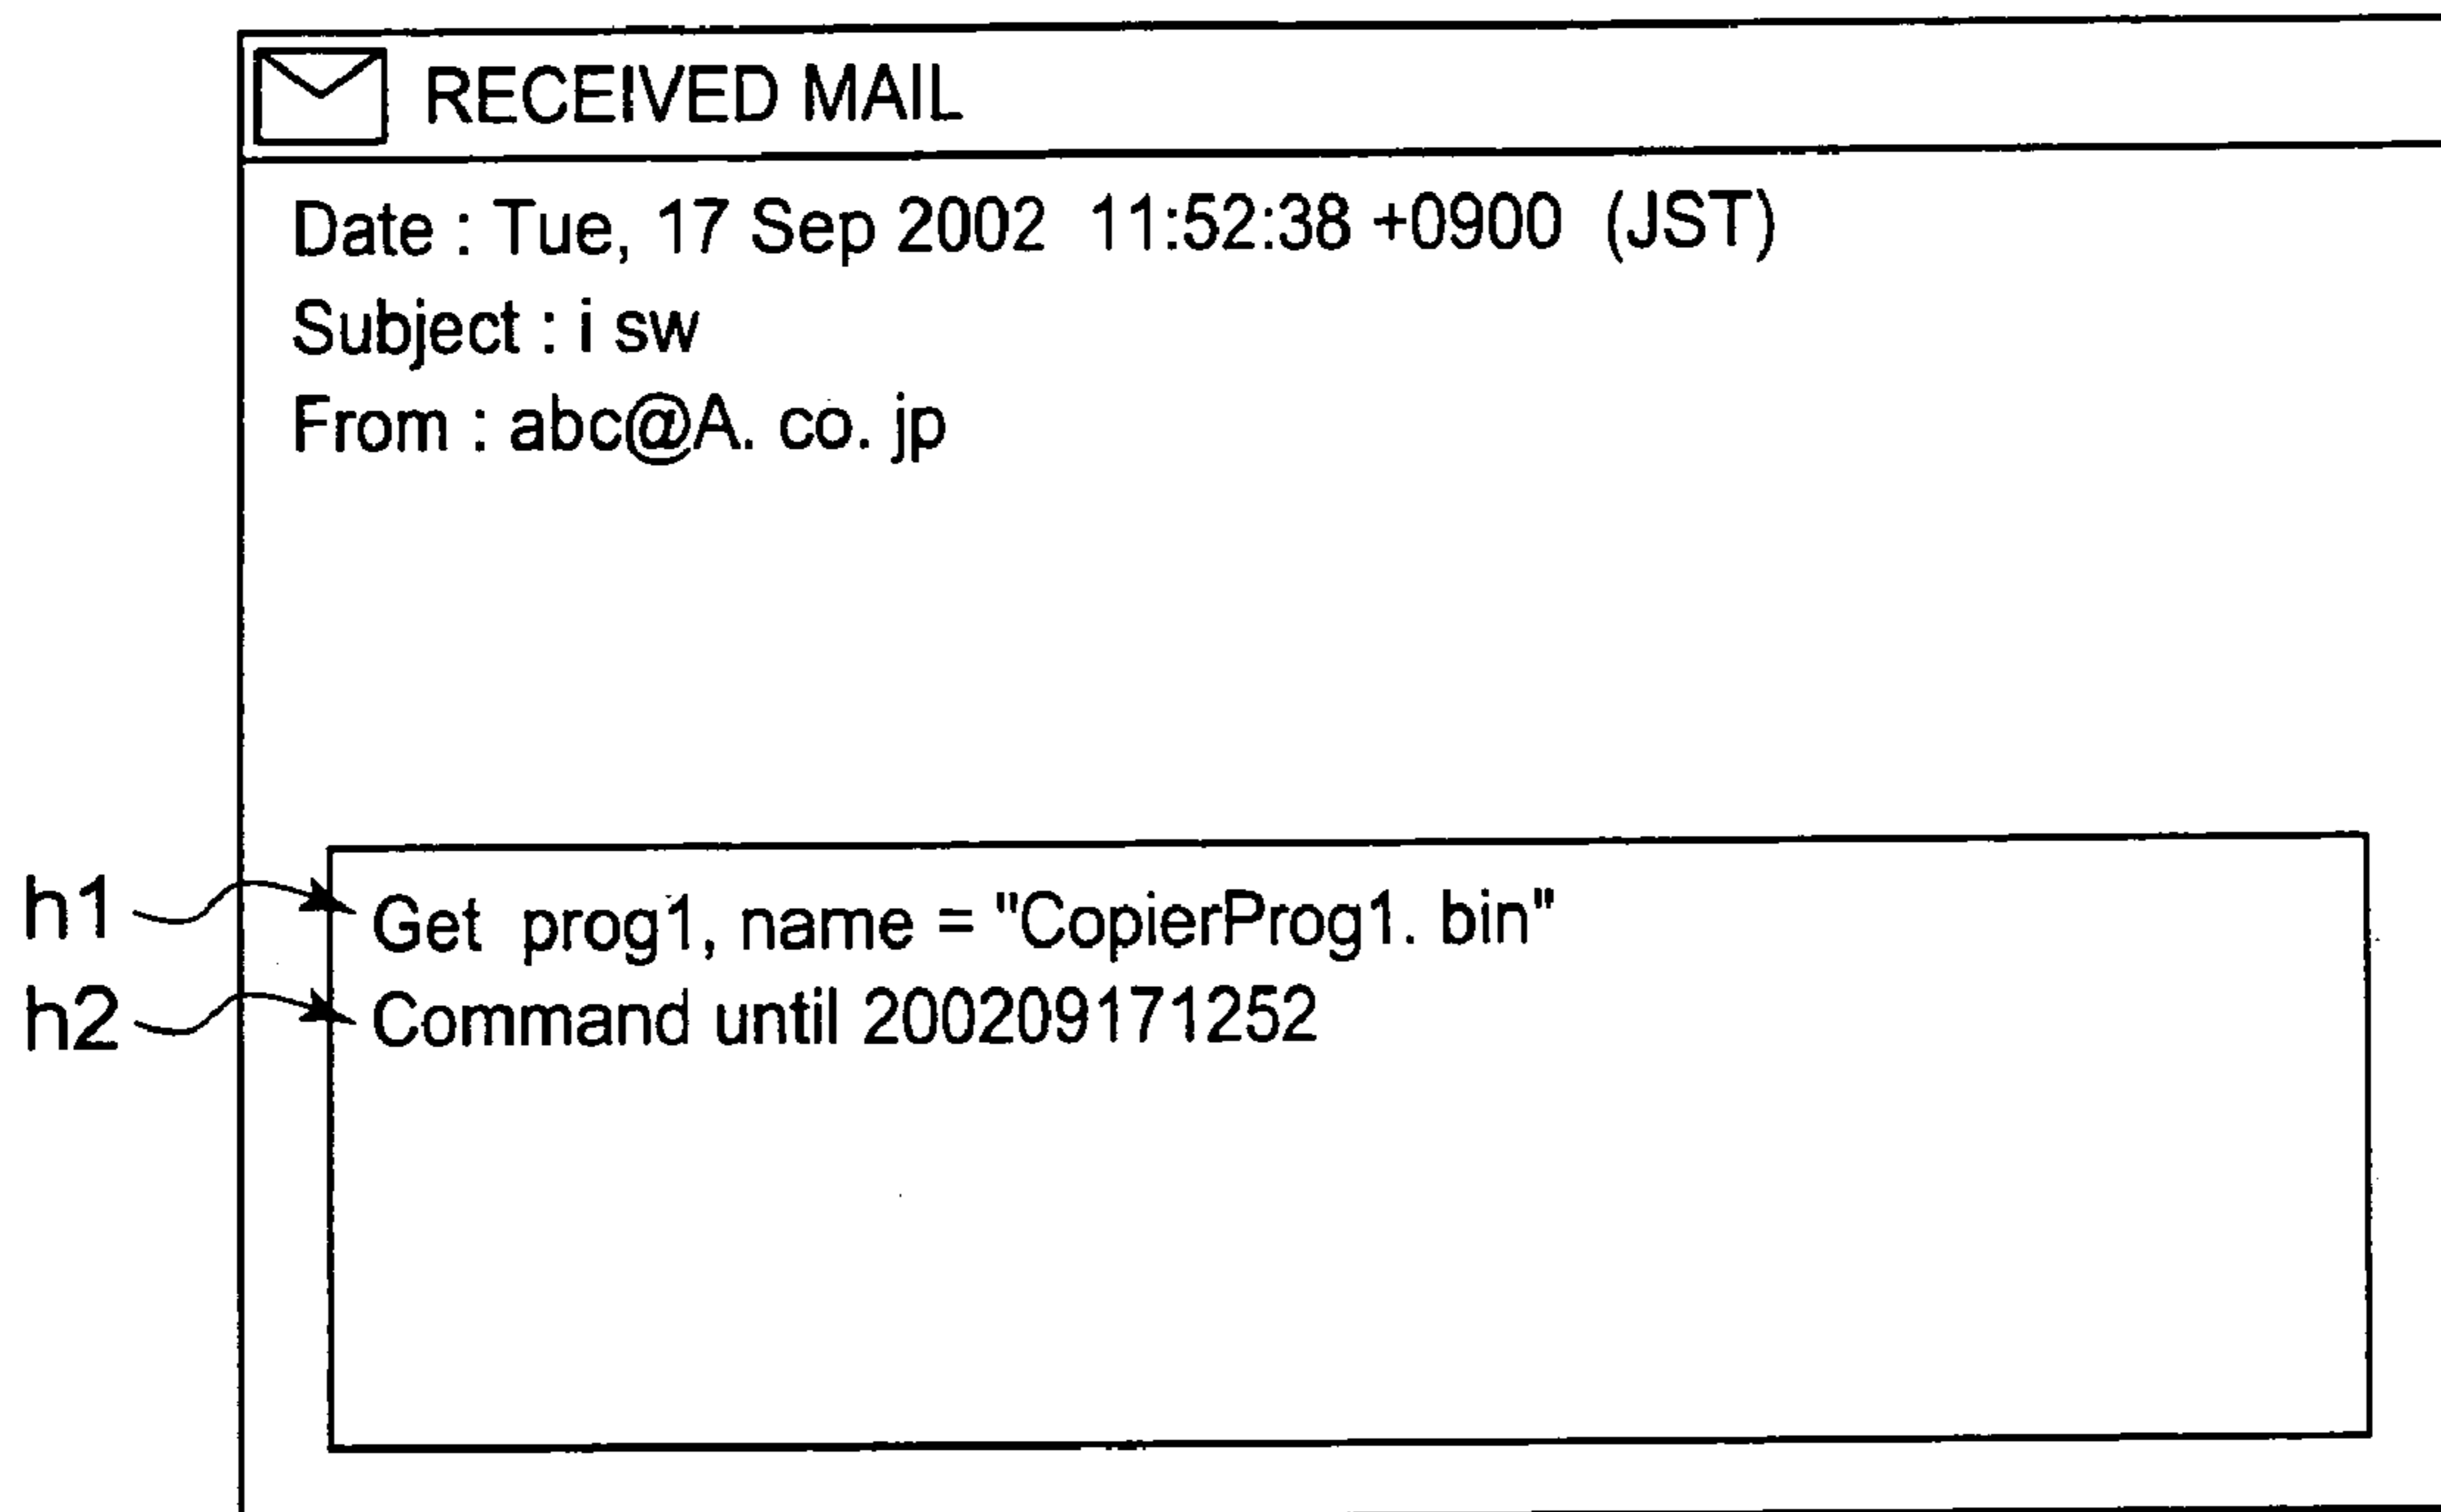 RECEIVED MAIL
Date : Tue, 17 Sep 2002 11:52:38 +0900 (JST)
Subject : i sw
From : abc@A. co. jp
h1 Get prog1, name = "CopierProg1. bin"
h2 Command until 200209171252